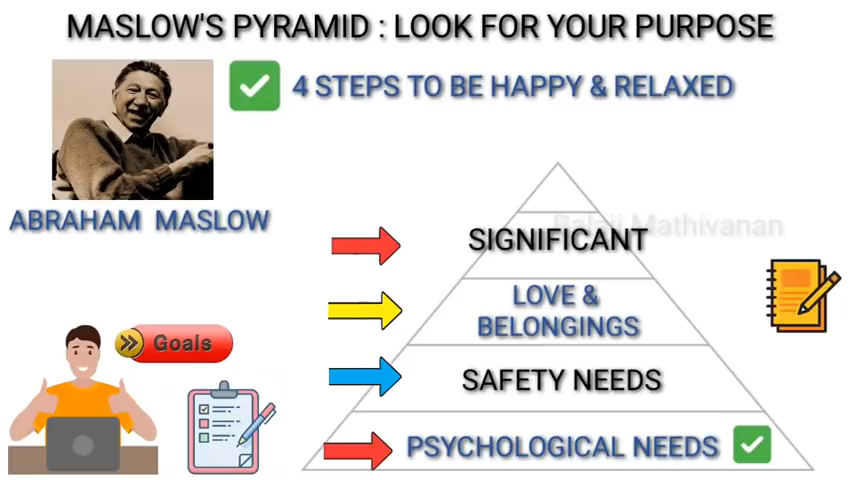 MASLOW'S PYRAMID : LOOK FOR YOUR PURPOSE
4 STEPS TO BE HAPPY & RELAXED
ABRAHAM MASLOW
Balaji Mathivanan
SIGNIFICANT
LOVE &
BELONGINGS
Goals
SAFETY NEEDS
PSYCHOLOGICAL NEEDS